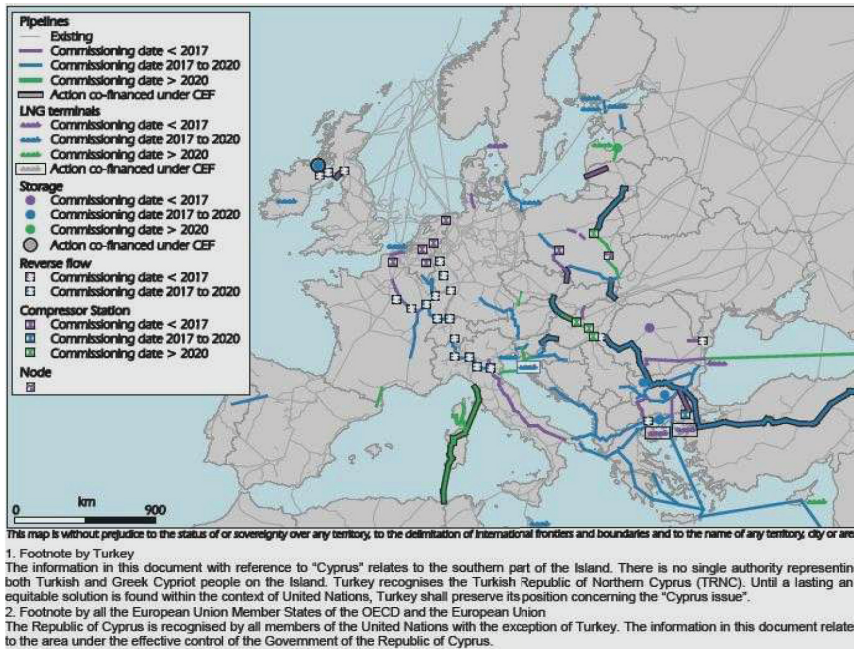 Pipelines
Existing
Commissioning date < 2017
Commissioning date 2017 to 2020
Commissioning date > 2020
Action co-financed under CEF
LNG terminals
Commissioning date < 2017
Commissioning date 2017 to 2020
Commissioning date > 2020
Action co-financed under CEF
Storage
Commissioning date < 2017
Commissioning date 2017 to 2020
Commissioning date > 2020
Action co-financed under CEF
Reverse flow
Commissioning date < 2017
Commissioning date 2017 to 2020
Compressor Station
Commissioning date < 2017
Commissioning date 2017 to 2020
Commissioning date > 2020
Node
km
0 900
This map is without prejudice to the status of or sovereignty over any territory, to the delimitation of international frontiers and boundaries and to the name of any territory, city or area
1. Footnote by Turkey
The information in this document with reference to “Cyprus” relates to the southern part of the Island. There is no single authority representin
both Turkish and Greek Cypriot people on the Island. Turkey recognises the Turkish Republic of Northern Cyprus (TRNC). Until a lasting an
equitable solution is found within the context of United Nations, Turkey shall preserve its position concerning the “Cyprus issue”.
2. Footnote by all the European Union Member States of the OECD and the European Union
The Republic of Cyprus is recognised by all members of the United Nations with the exception of Turkey. The information in this document relate
to the area under the effective control of the Government of the Republic of Cyprus.